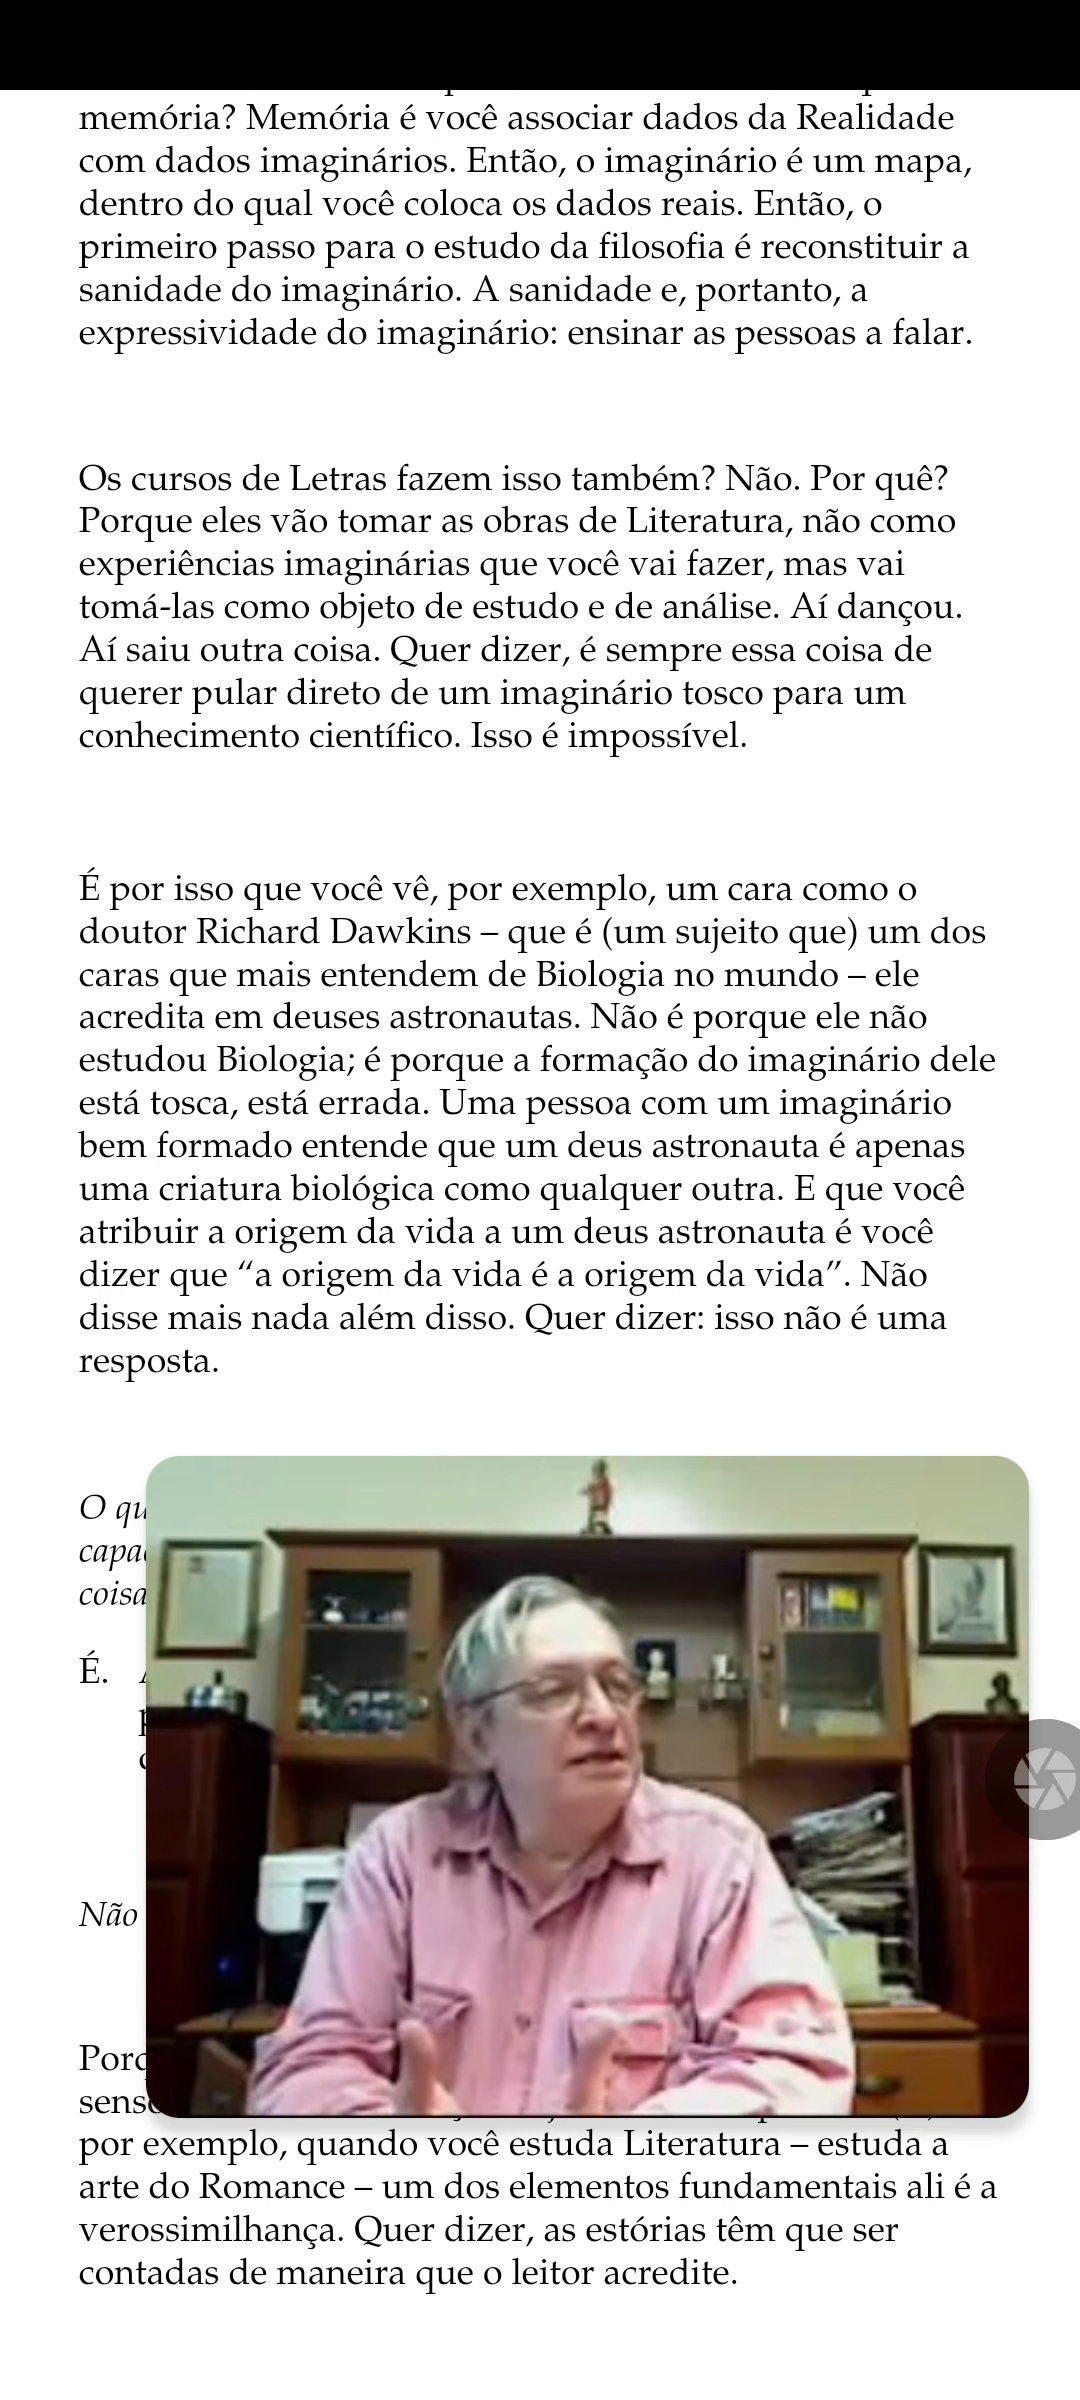 memória? Memória é você associar dados da Realidade
com dados imaginários. Então, o imaginário é um mapa,
dentro do qual você coloca os dados reais. Então, o
primeiro passo para o estudo da filosofia é reconstituir a
sanidade do imaginário. A sanidade e, portanto, a
expressividade do imaginário: ensinar as pessoas a falar.
Os cursos de Letras fazem isso também? Não. Por quê?
Porque eles vão tomar as obras de Literatura, não como
experiências imaginárias que você vai fazer, mas vai
tomá-las como objeto de estudo e de análise. Aí dançou.
Aí saiu outra coisa. Quer dizer, é sempre essa coisa de
querer pular direto de um imaginário tosco para um
conhecimento científico. Isso é impossível.
É por isso que você vê, por exemplo, um cara como o
doutor Richard Dawkins – que é (um sujeito que) um dos
caras que mais entendem de Biologia no mundo – ele
acredita em deuses astronautas. Não é porque ele não
estudou Biologia; é porque a formação do imaginário dele
está tosca, está errada. Uma pessoa com um imaginário
bem formado entende que um deus astronauta é apenas
uma criatura biológica como qualquer outra. E que você
atribuir a origem da vida a um deus astronauta é você
dizer que “a origem da vida é a origem da vida”. Não
disse mais nada além disso. Quer dizer: isso não é uma
resposta.
O
É.
Não
por exemplo, quando você estuda Literatura – estuda a
arte do Romance – um dos elementos fundamentais ali é a
verossimilhança. Quer dizer, as estórias têm que ser
contadas de maneira que o leitor acredite.